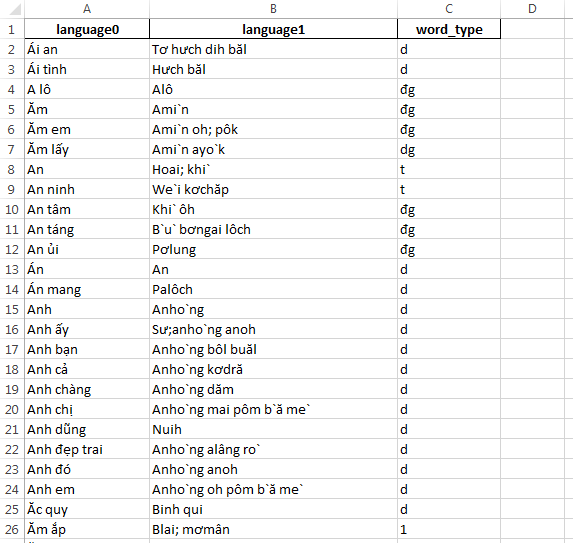 A B C D
1 language0 language1 word_type
2 Ái an Tơ hưch dih băl d
3 Ái tình Hưch băl d
4 A lô Alô đg
5 Ăm Ami`n đg
6 Ăm em Ami`n oh; pôk đg
7 Ăm lấy Ami`n ayo`k dg
8 An Hoai; khi` t
9 An ninh We`i kơchăp t
10 An tâm Khi` ôh đg
11 An táng B`u` bơngai lôch đg
12 An ủi Pơlung đg
13 Án An d
14 Án mang Palôch d
15 Anh Anho`ng d
16 Anh ấy Sư;anho`ng anoh d
17 Anh bạn Anho`ng bôl buăl d
18 Anh cả Anho`ng kơdră d
19 Anh chàng Anho`ng dăm d
20 Anh chị Anho`ng mai pôm b`ă me` d
21 Anh dũng Nuih d
22 Anh đẹp trai Anho`ng alâng ro` d
23 Anh đó Anho`ng anoh d
24 Anh em Anho`ng oh pôm b`ă me` d
25 Ắc quy Binh qui d
26 Ăm ắp Blai; mơmân 1